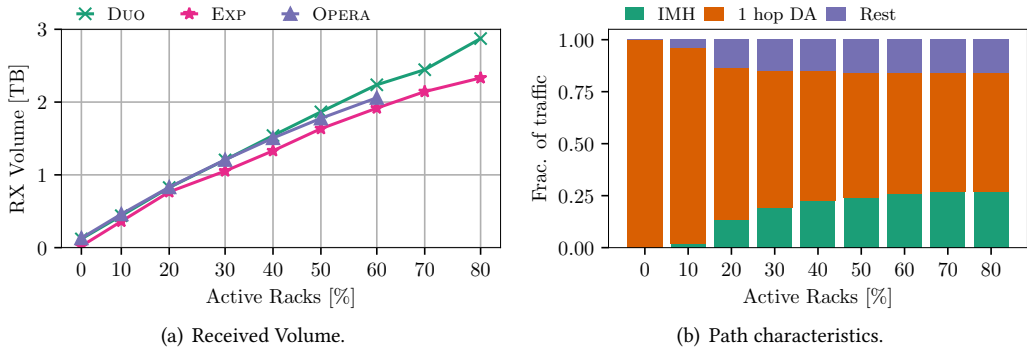 DUO EXP OPERA
3
2
1
0
RX Volume [TB]
0 10 20 30 40 50 60 70 80
Active Racks [%]
(a) Received Volume.
IMH 1 hop DA Rest
1.00
0.75
0.50
0.25
0.00
Frac. of traffic
0 10 20 30 40 50 60 70 80
Active Racks [%]
(b) Path characteristics.